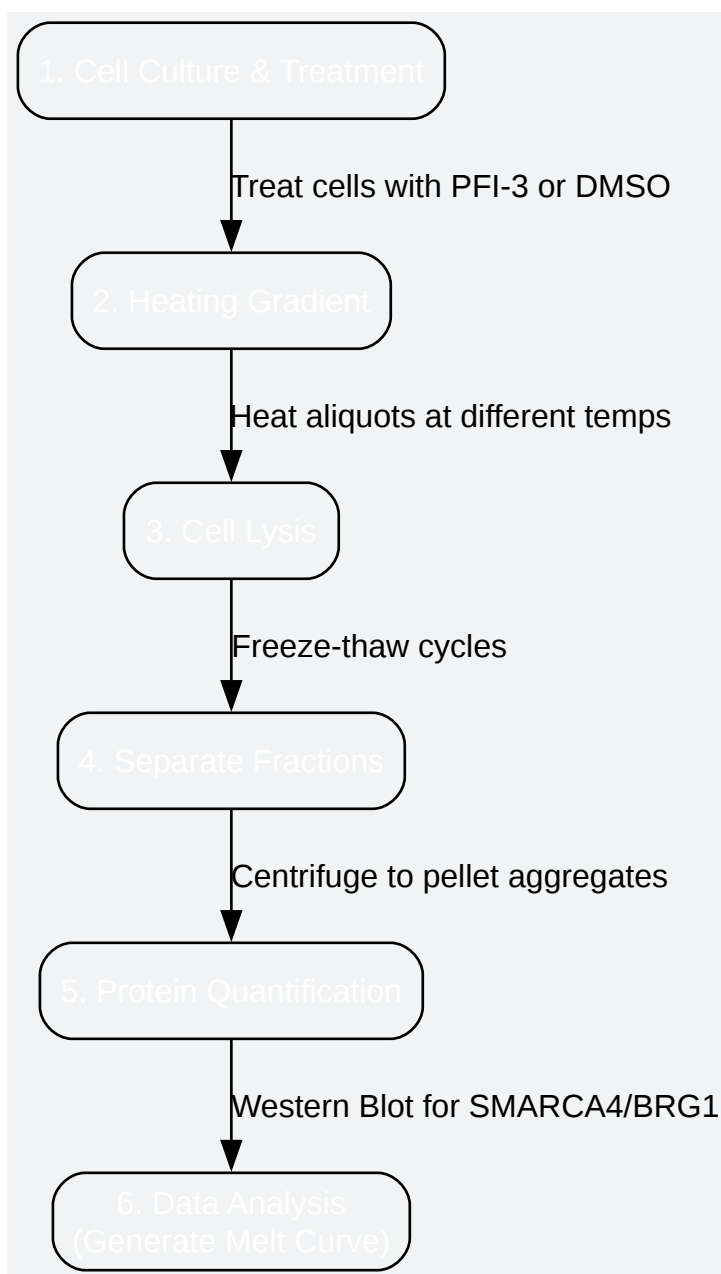 1. Cell Culture & Treatment
Treat cells with PFI-3 or DMSO
2. Heating Gradient
Heat aliquots at different temps
3. Cell Lysis
Freeze-thaw cycles
4. Separate Fractions
Centrifuge to pellet aggregates
5. Protein Quantification
Western Blot for SMARCA4/BRG1
6. Data Analysis
(Generate Melt Curve)